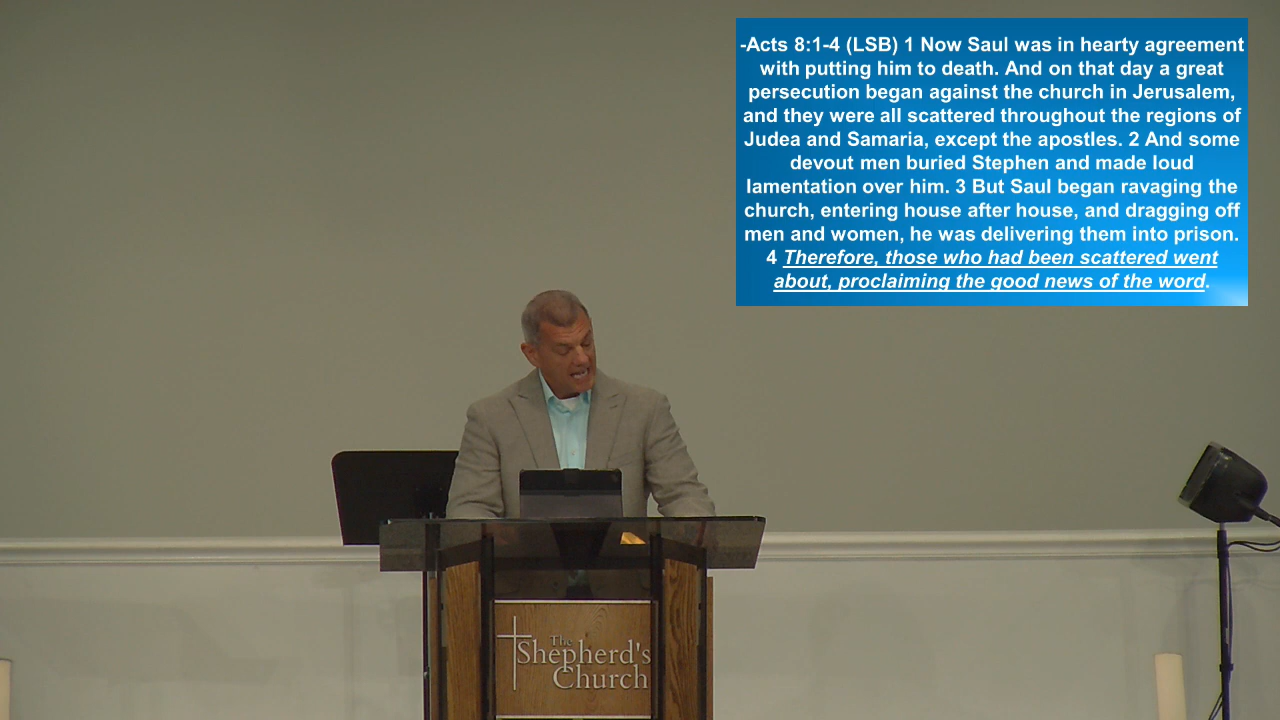 -Acts 8:1-4 (LSB) 1 Now Saul was in hearty agreement
with putting him to death. And on that day a great
persecution began against the church in Jerusalem,
and they were all scattered throughout the regions of
Judea and Samaria, except the apostles. 2 And some
devout men buried Stephen and made loud
lamentation over him. 3 But Saul began ravaging the
church, entering house after house, and dragging off
men and women, he was delivering them into prison.
4 Therefore, those who had been scattered went
about, proclaiming the good news of the word.
The
Shepherd's
Church